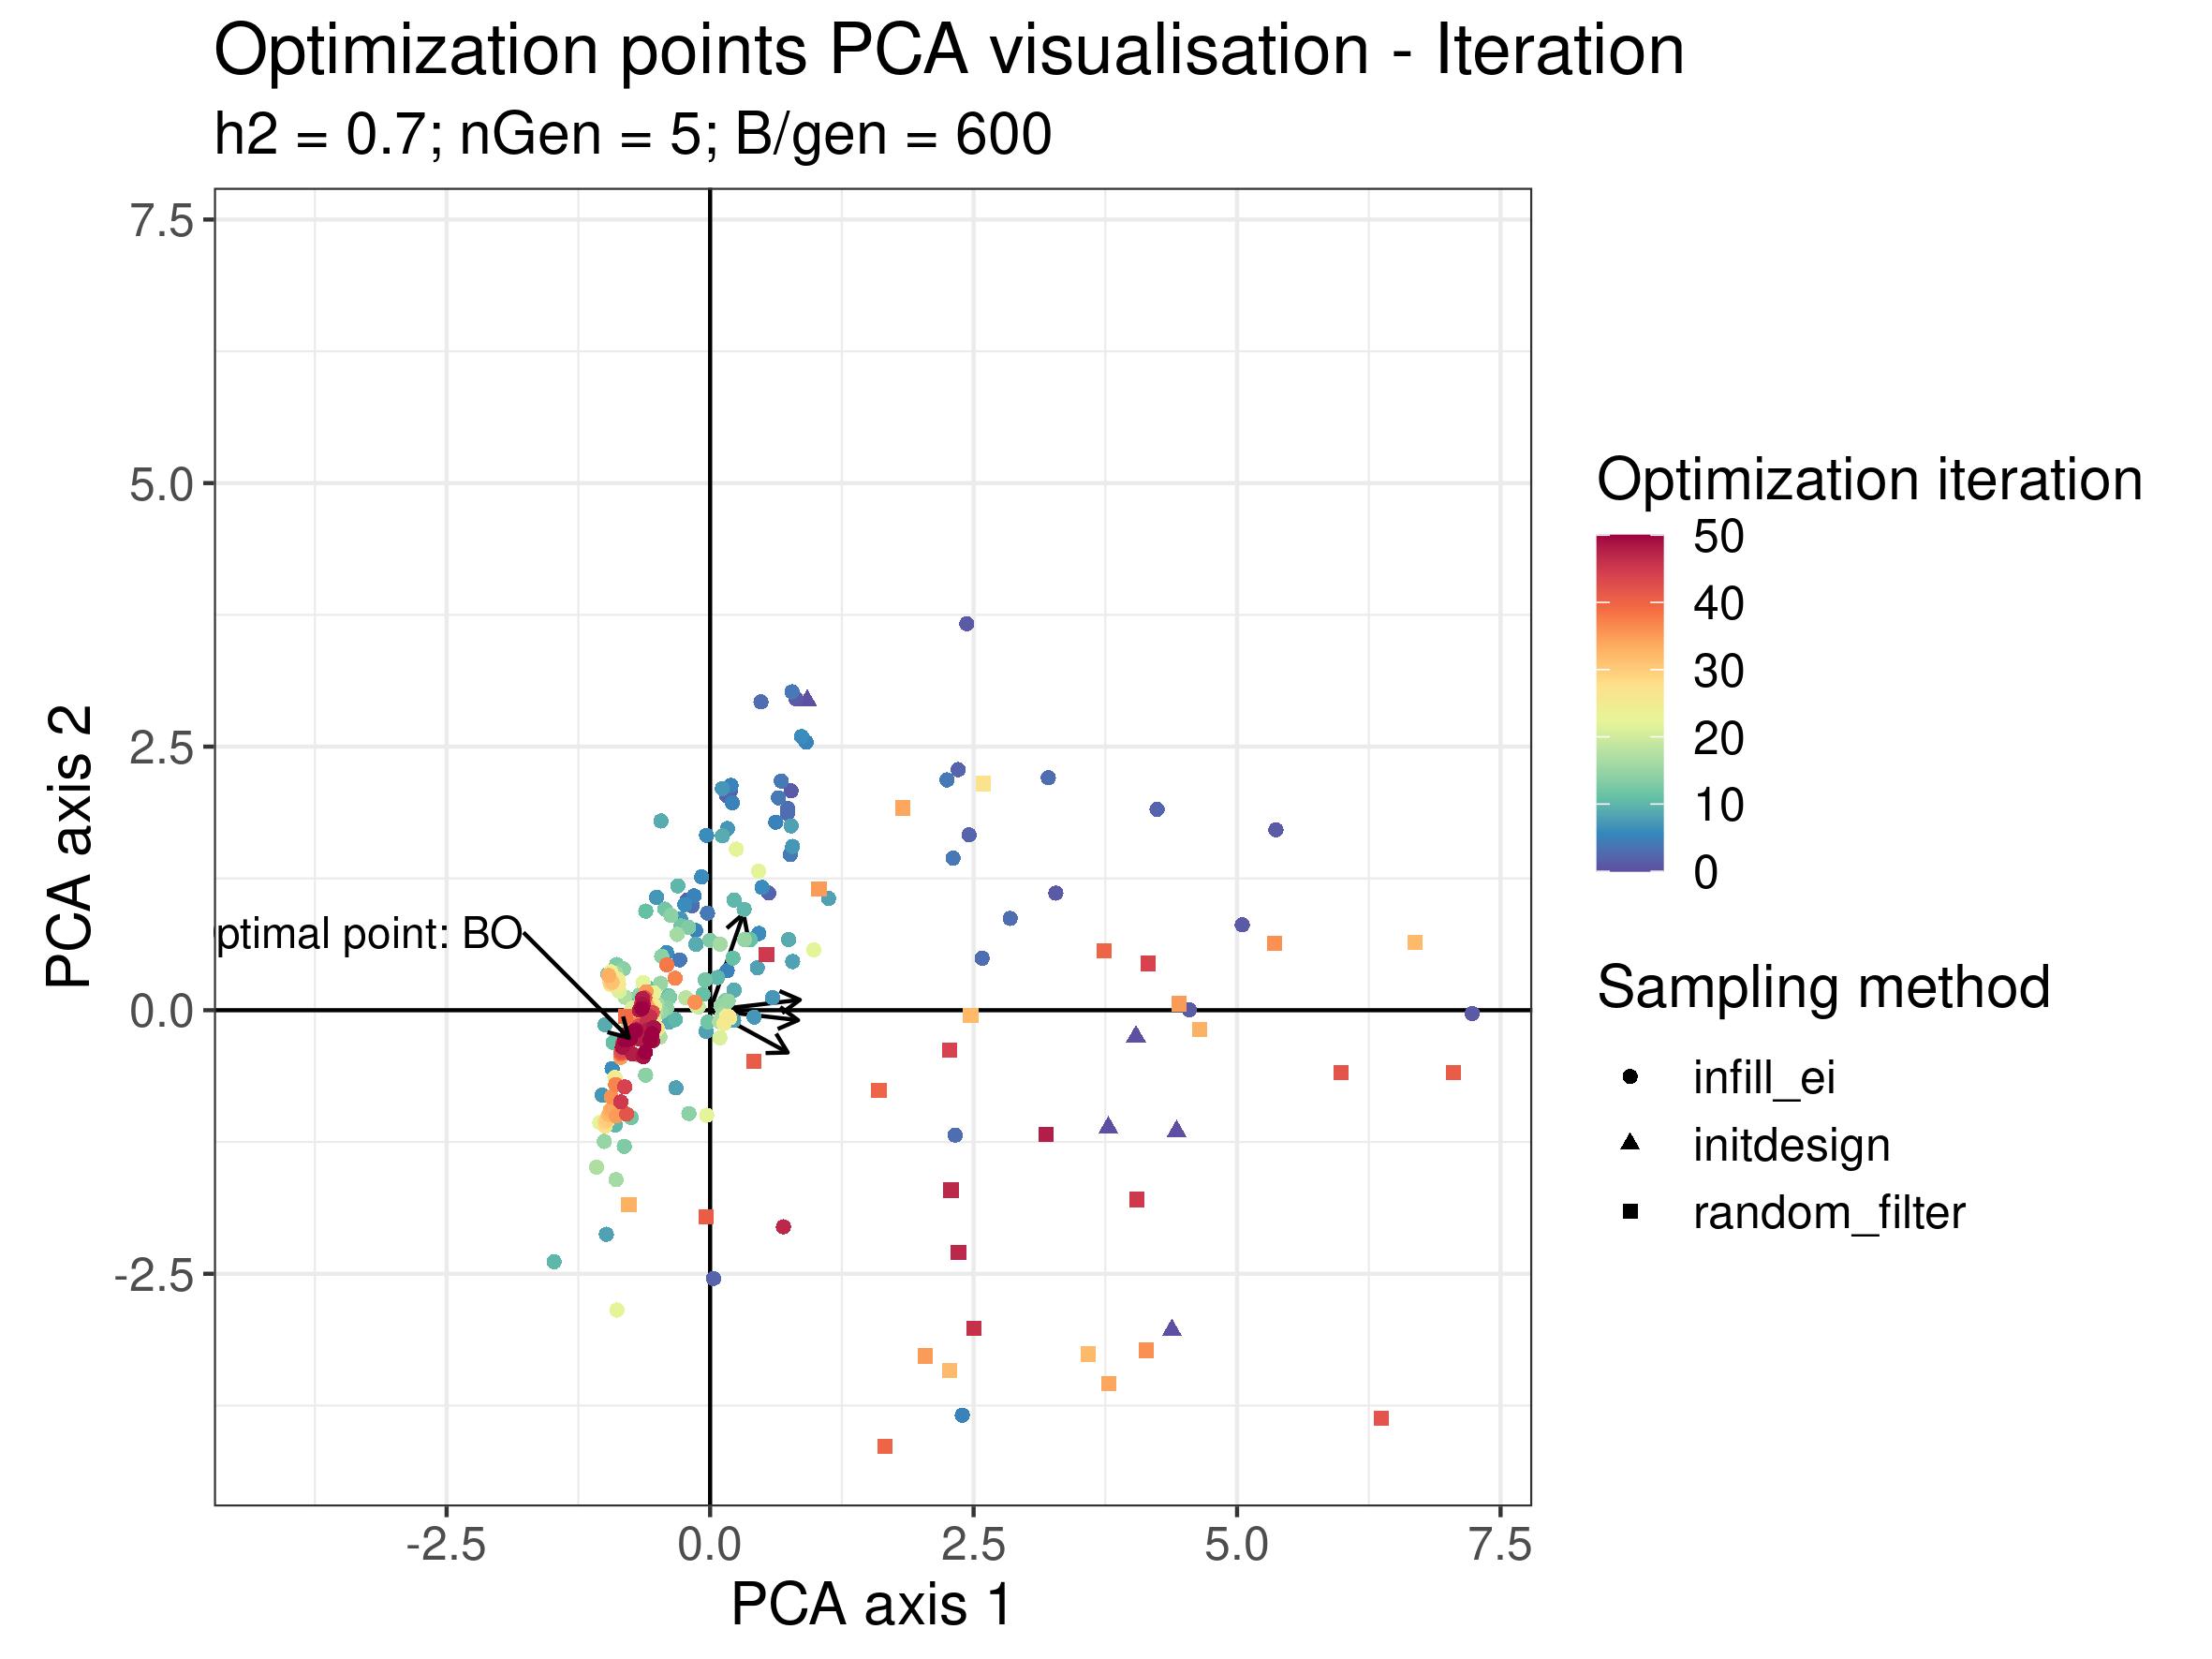 Optimization points PCA visualisation - Iteration
h2 = 0.7; nGen = 5; B/gen = 600
7.5
5.0
2.5
0.0
-2.5
PCA axis 2
ptimal point: BO
-2.5
0.0
2.5
5.0
7.5
PCA axis 1
Optimization iteration
50
40
30
20
10
0
Sampling method
infill_ei
initdesign
random_filter